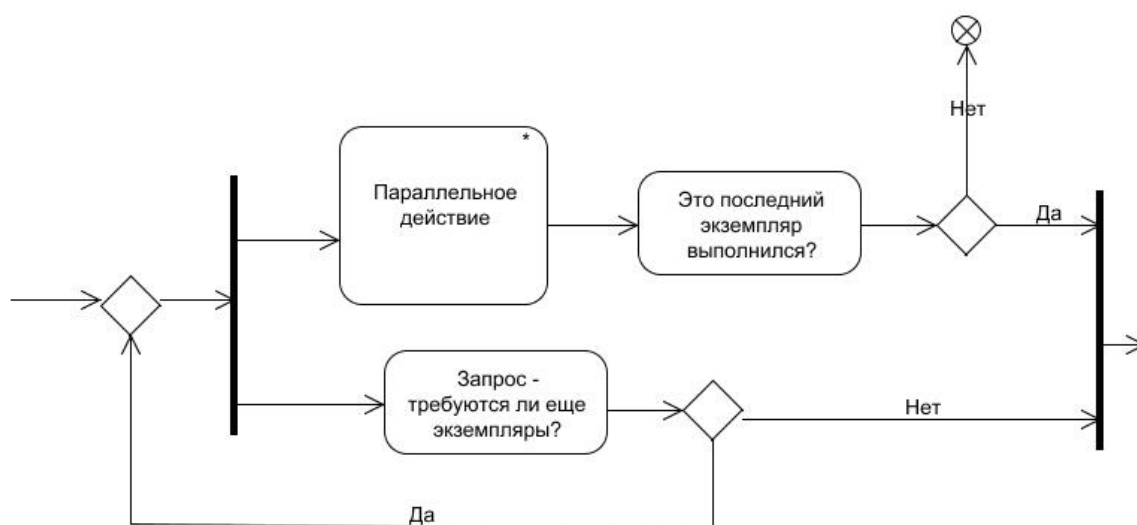 Нет
*
Параллельное
действие
Это последний
экземпляр
выполнился?
Да
Запрос -
требуются ли еще
экземпляры?
Нет
Да